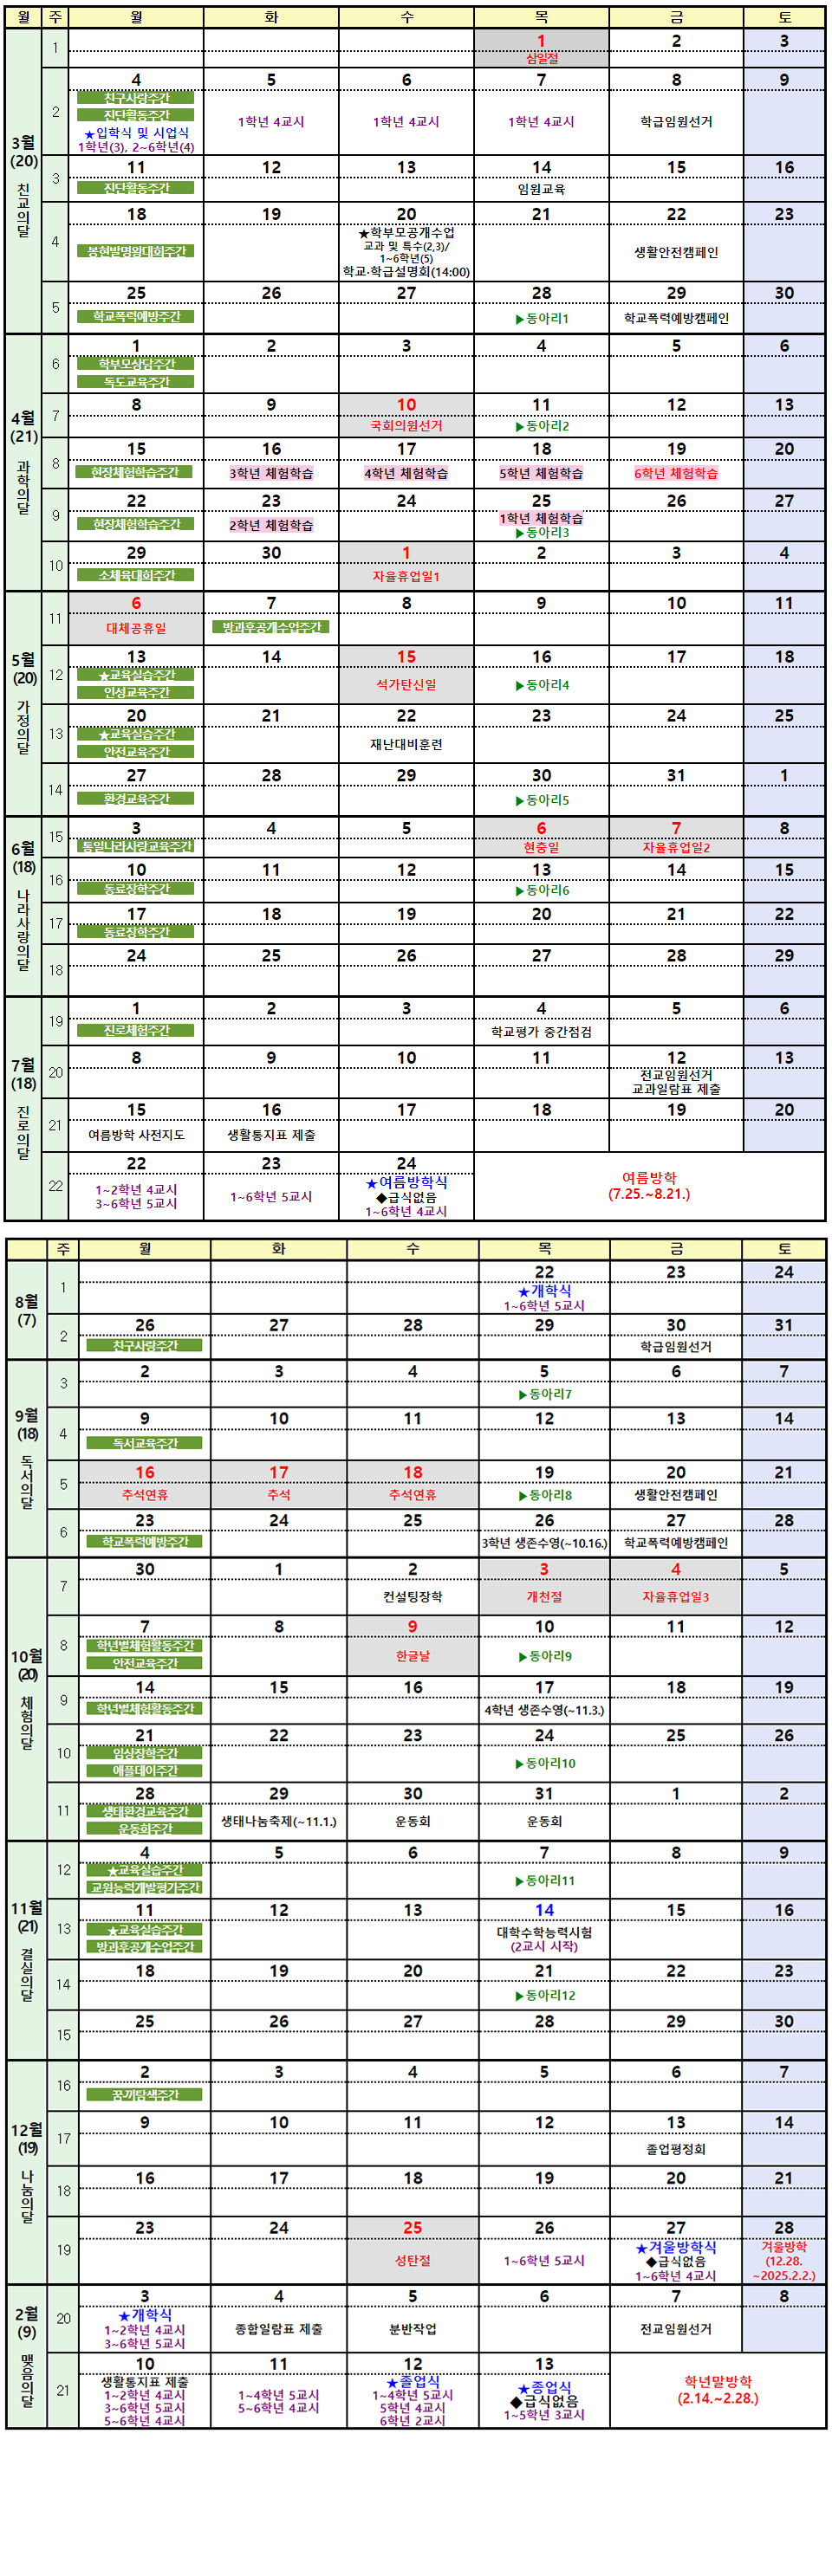 월 주 월 화 수 목 금 토
3월
(20)
친교의달
1 1 2 3
삼일절
2 4 5 6 7 8 9
친구사랑주간
진단활동주간
★입학식 및 시업식
1학년(3), 2~6학년(4)
1학년 4교시 1학년 4교시 1학년 4교시 학급임원선거
3 11 12 13 14 15 16
진단활동주간 임원교육
4 18 19 20 21 22 23
봉현발명왕대회주간
★학부모공개수업
교과 및 특수(2,3)/
1~6학년(5)
학교·학급설명회(14:00)
생활안전캠페인
5 25 26 27 28 29 30
학교폭력예방주간 ▶동아리1 학교폭력예방캠페인
4월
(21)
과학의달
6 1 2 3 4 5 6
학부모상담주간
독도교육주간
7 8 9 10 11 12 13
국회의원선거 ▶동아리2
8 15 16 17 18 19 20
현장체험학습주간 3학년 체험학습 4학년 체험학습 5학년 체험학습 6학년 체험학습
9 22 23 24 25 26 27
현장체험학습주간 2학년 체험학습 1학년 체험학습
▶동아리3
10 29 30 1 2 3 4
소체육대회주간 자율휴업일1
5월
(20)
가정의달
11 6 7 8 9 10 11
대체공휴일 방과후공개수업주간
12 13 14 15 16 17 18
★교육실습주간
인성교육주간
석가탄신일 ▶동아리4
13 20 21 22 23 24 25
★교육실습주간
안전교육주간
재난대비훈련
14 27 28 29 30 31 1
환경교육주간 ▶동아리5
6월
(18)
나라사랑의달
15 3 4 5 6 7 8
통일나라사랑교육주간 현충일 자율휴업일2
16 10 11 12 13 14 15
동료장학주간 ▶동아리6
17 17 18 19 20 21 22
동료장학주간
18 24 25 26 27 28 29
7월
(18)
진로의달
19 1 2 3 4 5 6
진로체험주간 학교평가 중간점검
20 8 9 10 11 12 13
전교임원선거
교과일람표 제출
21 15 16 17 18 19 20
여름방학 사전지도 생활통지표 제출
22 22 23 24
1~2학년 4교시
3~6학년 5교시
1~6학년 5교시
★여름방학식
◆급식없음
1~6학년 4교시
여름방학
(7.25.~8.21.)
주 월 화 수 목 금 토
8월
(7)
1 22 23 24
★개학식
1~6학년 5교시
2 26 27 28 29 30 31
친구사랑주간 학급임원선거
9월
(18)
독서의달
3 2 3 4 5 6 7
▶동아리7
4 9 10 11 12 13 14
독서교육주간
5 16 17 18 19 20 21
추석연휴 추석 추석연휴 ▶동아리8 생활안전캠페인
6 23 24 25 26 27 28
학교폭력예방주간 3학년 생존수영(~10.16.) 학교폭력예방캠페인
10월
(20)
체험의달
7 30 1 2 3 4 5
컨설팅장학 개천절 자율휴업일3
8 7 8 9 10 11 12
학년별체험활동주간
안전교육주간
한글날 ▶동아리9
9 14 15 16 17 18 19
학년별체험활동주간 4학년 생존수영(~11.3.)
10 21 22 23 24 25 26
임상장학주간
애플데이주간
▶동아리10
11 28 29 30 31 1 2
생태환경교육주간
운동회주간
생태나눔축제(~11.1.) 운동회 운동회
11월
(21)
결실의달
12 4 5 6 7 8 9
★교육실습주간
교원능력개발평가주간
▶동아리11
13 11 12 13 14 15 16
★교육실습주간
방과후공개수업주간
대학수학능력시험
(2교시 시작)
14 18 19 20 21 22 23
▶동아리12
15 25 26 27 28 29 30
12월
(19)
나눔의달
16 2 3 4 5 6 7
꿈·끼탐색주간
17 9 10 11 12 13 14
졸업평정회
18 16 17 18 19 20 21
19 23 24 25 26 27 28
성탄절 1~6학년 5교시
★겨울방학식
◆급식없음
1~6학년 4교시
겨울방학
(12.28.
~2025.2.2.)
2월
(9)
맺음의달
20 3 4 5 6 7 8
★개학식
1~2학년 4교시
3~6학년 5교시
종합일람표 제출 분반작업 전교임원선거
21 10 11 12 13
생활통지표 제출
1~2학년 4교시
3~6학년 5교시
5~6학년 4교시
1~4학년 5교시
5~6학년 4교시
★졸업식
1~4학년 5교시
5학년 4교시
6학년 2교시
★종업식
◆급식없음
1~5학년 3교시
학년말방학
(2.14.~2.28.)